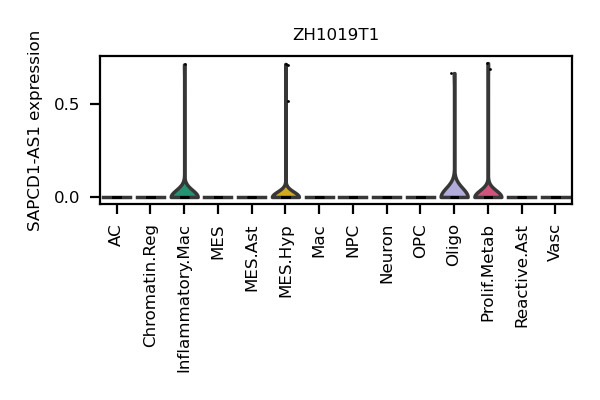 ZH1019T1
SAPCD1-AS1 expression
0.5
0.0
AC
Chromatin.Reg
Inflammatory.Mac
MES
MES.Ast
MES.Hyp
Mac
NPC
Neuron
OPC
Oligo
Prolif.Metab
Reactive.Ast
Vasc